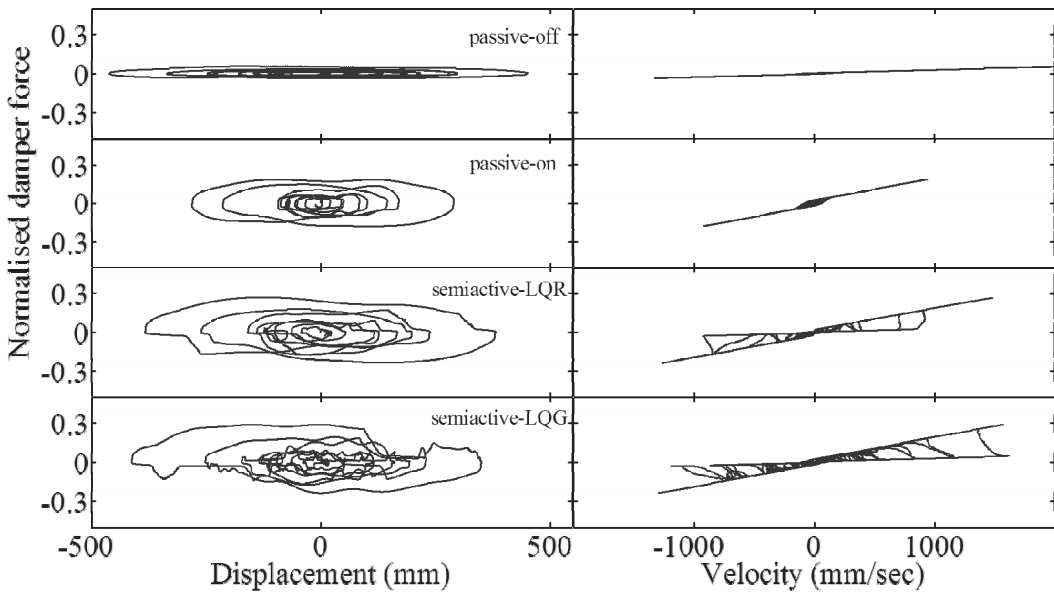 Normalised damper force
0.3
0
-0.3
passive-off
0.3
0
-0.3
passive-on
0.3
0
-0.3
semiactive-LQR
0.3
0
-0.3
semiactive-LQG
-500 0 500 -1000 0 1000
Displacement (mm) Velocity (mm/sec)